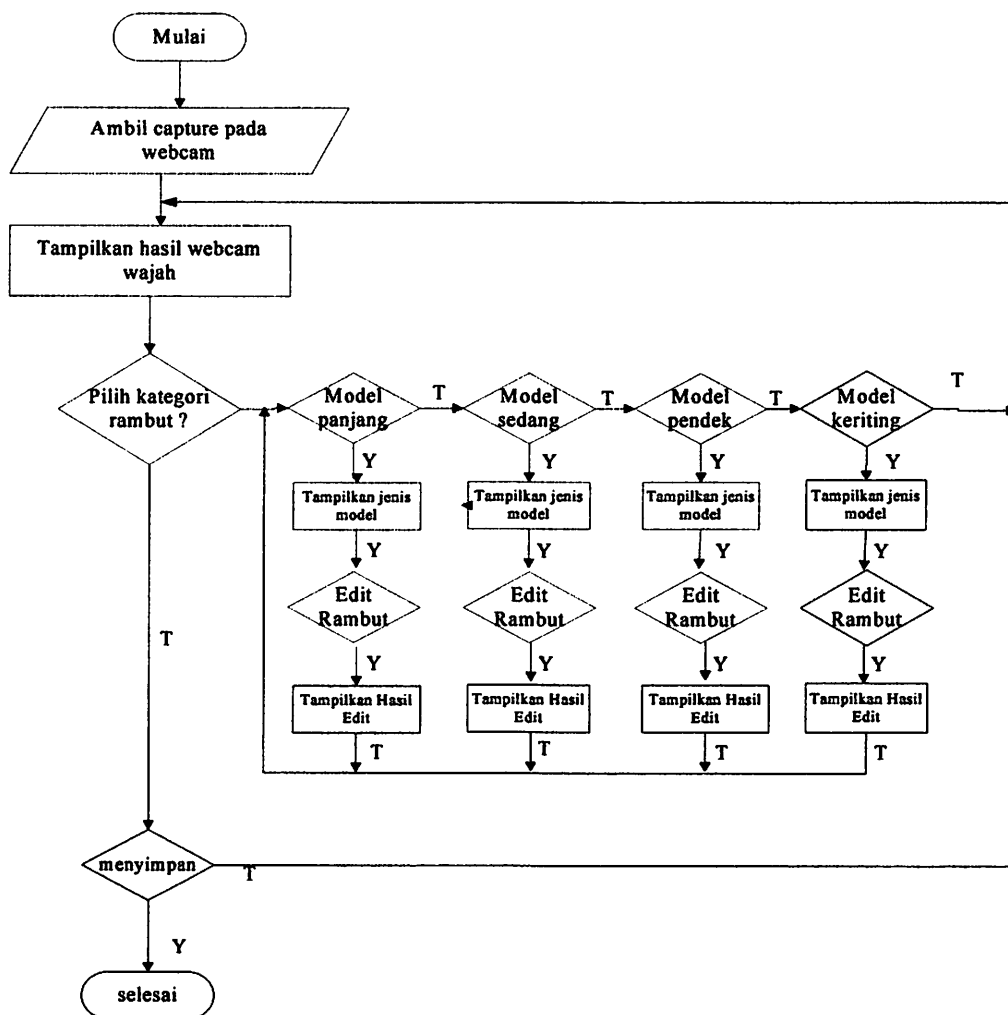 Mulai
Ambil capture pada
webcam
Tampilkan hasil webcam
wajah
Pilih kategori
rambut ?
Model
panjang
T
Model
sedang
T
Model
pendek
T
Model
keriting
T
Y
Y
Y
Y
Tampilkan jenis
model
Tampilkan jenis
model
Tampilkan jenis
model
Tampilkan jenis
model
Y
Y
Y
Y
Edit
Rambut
Edit
Rambut
Edit
Rambut
Edit
Rambut
T
Y
Y
Y
Y
Tampilkan Hasil
Edit
Tampilkan Hasil
Edit
Tampilkan Hasil
Edit
Tampilkan Hasil
Edit
T
T
T
T
menyimpan
T
Y
selesai